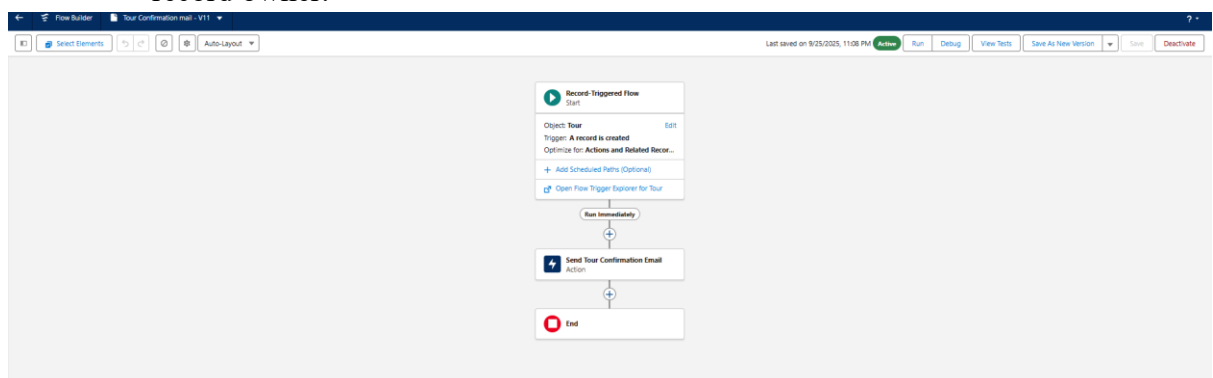 Flow Builder
Tour Confirmation mail - V11
?
Select Elements
Auto-Layout
Last saved on 9/25/2025, 11:08 PM
Active
Run
Debug
View Tests
Save As New Version
Save
Deactivate
Record-Triggered Flow
Start
Object: Tour
Edit
Trigger: A record is created
Optimize for: Actions and Related Recor...
+ Add Scheduled Paths (Optional)
Open Flow Trigger Explorer for Tour
Run Immediately
Send Tour Confirmation Email
Action
End